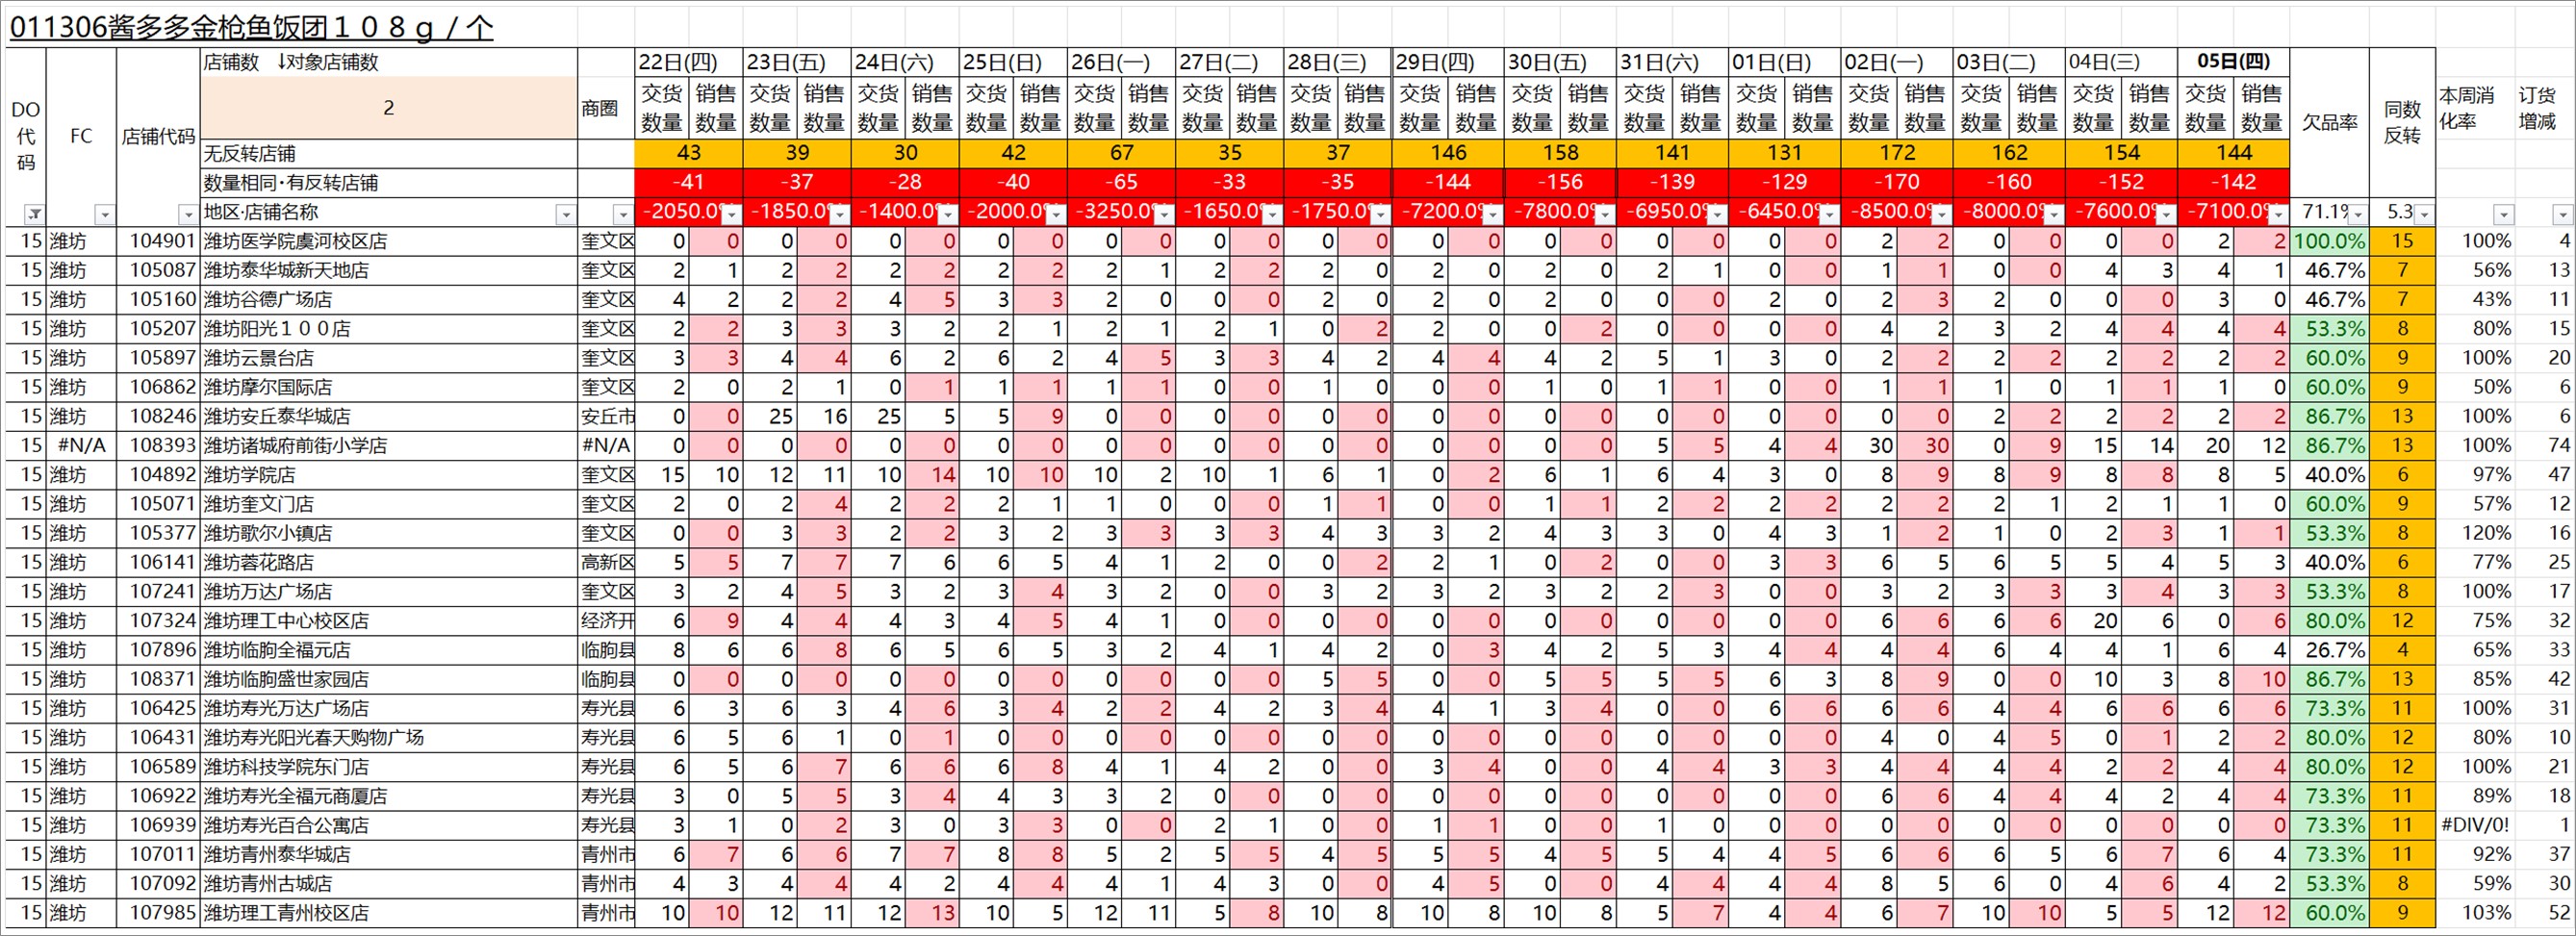 011306酱多多金枪鱼饭团１０８ｇ／个
DO代码 FC 店铺代码 店铺数 ↓对象店铺数 商圈 22日(四) 23日(五) 24日(六) 25日(日) 26日(一) 27日(二) 28日(三) 29日(四) 30日(五) 31日(六) 01日(日) 02日(一) 03日(二) 04日(三) 05日(四) 欠品率 同数反转 本周消化率 订货增减
2 交货数量 销售数量 交货数量 销售数量 交货数量 销售数量 交货数量 销售数量 交货数量 销售数量 交货数量 销售数量 交货数量 销售数量 交货数量 销售数量 交货数量 销售数量 交货数量 销售数量 交货数量 销售数量 交货数量 销售数量 交货数量 销售数量 交货数量 销售数量 交货数量 销售数量
无反转店铺 43 39 30 42 67 35 37 146 158 141 131 172 162 154 144
数量相同·有反转店铺 -41 -37 -28 -40 -65 -33 -35 -144 -156 -139 -129 -170 -160 -152 -142
地区·店铺名称 -2050.0% -1850.0% -1400.0% -2000.0% -3250.0% -1650.0% -1750.0% -7200.0% -7800.0% -6950.0% -6450.0% -8500.0% -8000.0% -7600.0% -7100.0% 71.1% 5.3
15 潍坊 104901 潍坊医学院虞河校区店 奎文区 0 0 0 0 0 0 0 0 0 0 0 0 0 0 0 0 0 0 0 0 0 0 2 2 0 0 0 0 2 2 100.0% 15 100% 4
15 潍坊 105087 潍坊泰华城新天地店 奎文区 2 1 2 2 2 2 2 2 2 1 2 2 2 0 2 0 2 0 2 1 0 0 1 1 0 0 4 3 4 1 46.7% 7 56% 13
15 潍坊 105160 潍坊谷德广场店 奎文区 4 2 2 2 4 5 3 3 2 0 0 0 2 0 2 0 2 0 0 0 2 0 2 3 2 0 0 0 3 0 46.7% 7 43% 11
15 潍坊 105207 潍坊阳光１００店 奎文区 2 2 3 3 3 2 2 1 2 1 2 1 0 2 2 0 0 2 0 0 0 0 4 2 3 2 4 4 4 4 53.3% 8 80% 15
15 潍坊 105897 潍坊云景台店 奎文区 3 3 4 4 6 2 6 2 4 5 3 3 4 2 4 4 4 2 5 1 3 0 2 2 2 2 2 2 2 2 60.0% 9 100% 20
15 潍坊 106862 潍坊摩尔国际店 奎文区 2 0 2 1 0 1 1 1 1 1 0 0 1 0 0 0 1 0 1 1 0 0 1 1 1 0 1 1 1 0 60.0% 9 50% 6
15 潍坊 108246 潍坊安丘泰华城店 安丘市 0 0 25 16 25 5 5 9 0 0 0 0 0 0 0 0 0 0 0 0 0 0 0 0 2 2 2 2 2 2 86.7% 13 100% 6
15 #N/A 108393 潍坊诸城府前街小学店 #N/A 0 0 0 0 0 0 0 0 0 0 0 0 0 0 0 0 0 0 5 5 4 4 30 30 0 9 15 14 20 12 86.7% 13 100% 74
15 潍坊 104892 潍坊学院店 奎文区 15 10 12 11 10 14 10 10 10 2 10 1 6 1 0 2 6 1 6 4 3 0 8 9 8 9 8 8 8 5 40.0% 6 97% 47
15 潍坊 105071 潍坊奎文门店 奎文区 2 0 2 4 2 2 2 1 1 0 0 0 1 1 0 0 1 1 2 2 2 2 2 2 2 1 2 1 1 0 60.0% 9 57% 12
15 潍坊 105377 潍坊歌尔小镇店 奎文区 0 0 3 3 2 2 3 2 3 3 3 3 4 3 3 2 4 3 3 0 4 3 1 2 1 0 2 3 1 1 53.3% 8 120% 16
15 潍坊 106141 潍坊蓉花路店 高新区 5 5 7 7 7 6 6 5 4 1 2 0 0 2 2 1 0 2 0 0 3 3 6 5 6 5 5 4 5 3 40.0% 6 77% 25
15 潍坊 107241 潍坊万达广场店 奎文区 3 2 4 5 3 2 3 4 3 2 0 0 3 2 3 2 3 2 2 3 0 0 3 2 3 3 3 4 3 3 53.3% 8 100% 17
15 潍坊 107324 潍坊理工中心校区店 经济开 6 9 4 4 4 3 4 5 4 1 0 0 0 0 0 0 0 0 0 0 0 0 6 6 6 6 20 6 0 6 80.0% 12 75% 32
15 潍坊 107896 潍坊临朐全福元店 临朐县 8 6 6 8 6 5 6 5 3 2 4 1 4 2 0 3 4 2 5 3 4 4 4 4 6 4 4 1 6 4 26.7% 4 65% 33
15 潍坊 108371 潍坊临朐盛世家园店 临朐县 0 0 0 0 0 0 0 0 0 0 0 0 5 5 0 0 5 5 5 5 6 3 8 9 0 0 10 3 8 10 86.7% 13 85% 42
15 潍坊 106425 潍坊寿光万达广场店 寿光县 6 3 6 3 4 6 3 4 2 2 4 2 3 4 4 1 3 4 0 0 6 6 6 6 4 4 6 6 6 6 73.3% 11 100% 31
15 潍坊 106431 潍坊寿光阳光春天购物广场 寿光县 6 5 6 1 0 1 0 0 0 0 0 0 0 0 0 0 0 0 0 0 0 0 4 0 4 5 0 1 2 2 80.0% 12 80% 10
15 潍坊 106589 潍坊科技学院东门店 寿光县 6 5 6 7 6 6 6 8 4 1 4 2 0 0 3 4 0 0 4 4 3 3 4 4 4 4 2 2 4 4 80.0% 12 100% 21
15 潍坊 106922 潍坊寿光全福元商厦店 寿光县 3 0 5 5 3 4 4 3 3 2 0 0 0 0 0 0 0 0 0 0 0 0 6 6 4 4 4 2 4 4 73.3% 11 89% 18
15 潍坊 106939 潍坊寿光百合公寓店 寿光县 3 1 0 2 3 0 3 3 0 0 2 1 0 0 1 1 0 0 1 0 0 0 0 0 0 0 0 0 0 0 73.3% 11 #DIV/0! 1
15 潍坊 107011 潍坊青州泰华城店 青州市 6 7 6 6 7 7 8 8 5 2 5 5 4 5 5 5 4 5 5 4 4 5 6 6 6 5 6 7 6 4 73.3% 11 92% 37
15 潍坊 107092 潍坊青州古城店 青州市 4 3 4 4 4 2 4 4 4 1 4 3 0 0 4 5 0 0 4 4 4 4 8 5 6 0 4 6 4 2 53.3% 8 59% 30
15 潍坊 107985 潍坊理工青州校区店 青州市 10 10 12 11 12 13 10 5 12 11 5 8 10 8 10 8 10 8 5 7 4 4 6 7 10 10 5 5 12 12 60.0% 9 103% 52